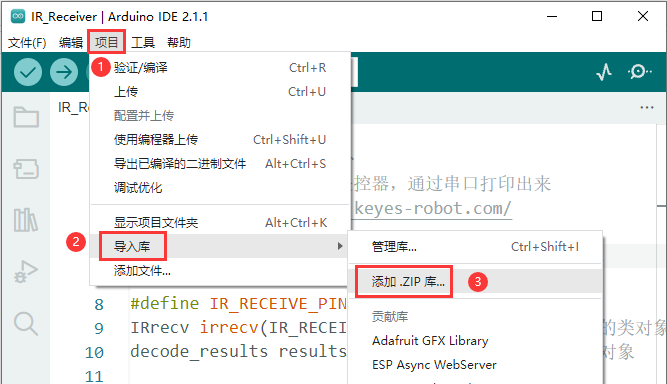 IR_Receiver | Arduino IDE 2.1.1
文件(F) 编辑 项目 工具 帮助
1
验证/编译 Ctrl+R
上传 Ctrl+U
配置并上传
IR_Re
使用编程器上传 Ctrl+Shift+U
导出已编译的二进制文件 Alt+Ctrl+S
调试优化
控器，通过串口打印出来
keyes-robot.com/
显示项目文件夹 Alt+Ctrl+K
2
导入库
管理库... Ctrl+Shift+I
添加文件...
添加 .ZIP 库...
3
8 #define IR_RECEIVE_PIN
贡献库
9 IRrecv irrecv(IR_RECEI
的类对象
Adafruit GFX Library
10 decode_results results
对象
ESP Async WebServer
11